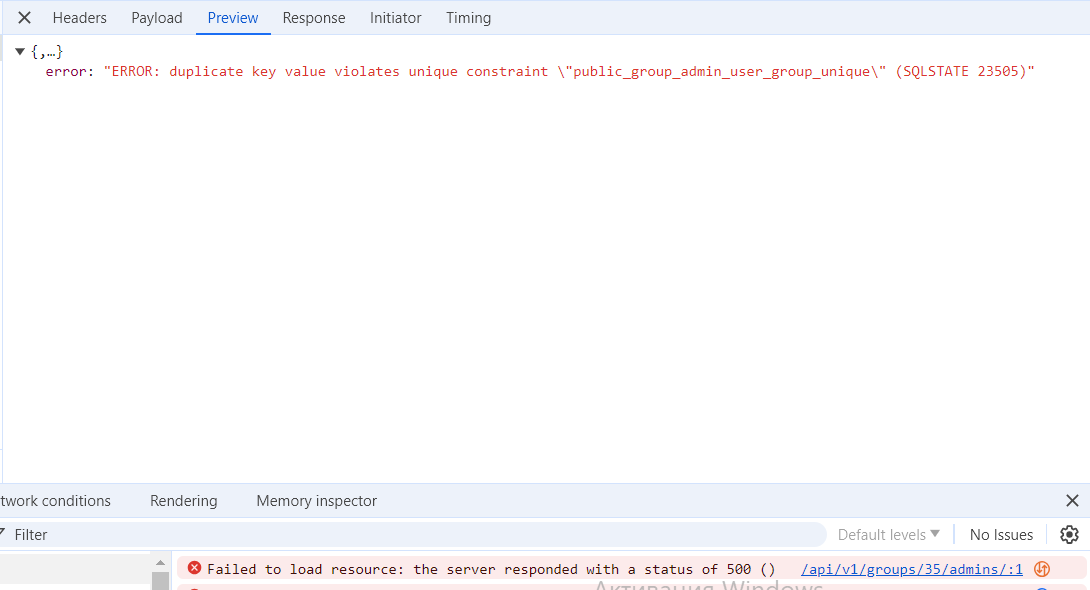 Headers Payload Preview Response Initiator Timing
{,…}
error: "ERROR: duplicate key value violates unique constraint \"public_group_admin_user_group_unique\" (SQLSTATE 23505)"
twork conditions Rendering Memory inspector
Filter Default levels No Issues
Failed to load resource: the server responded with a status of 500 () /api/v1/groups/35/admins/:1
Активация Windows